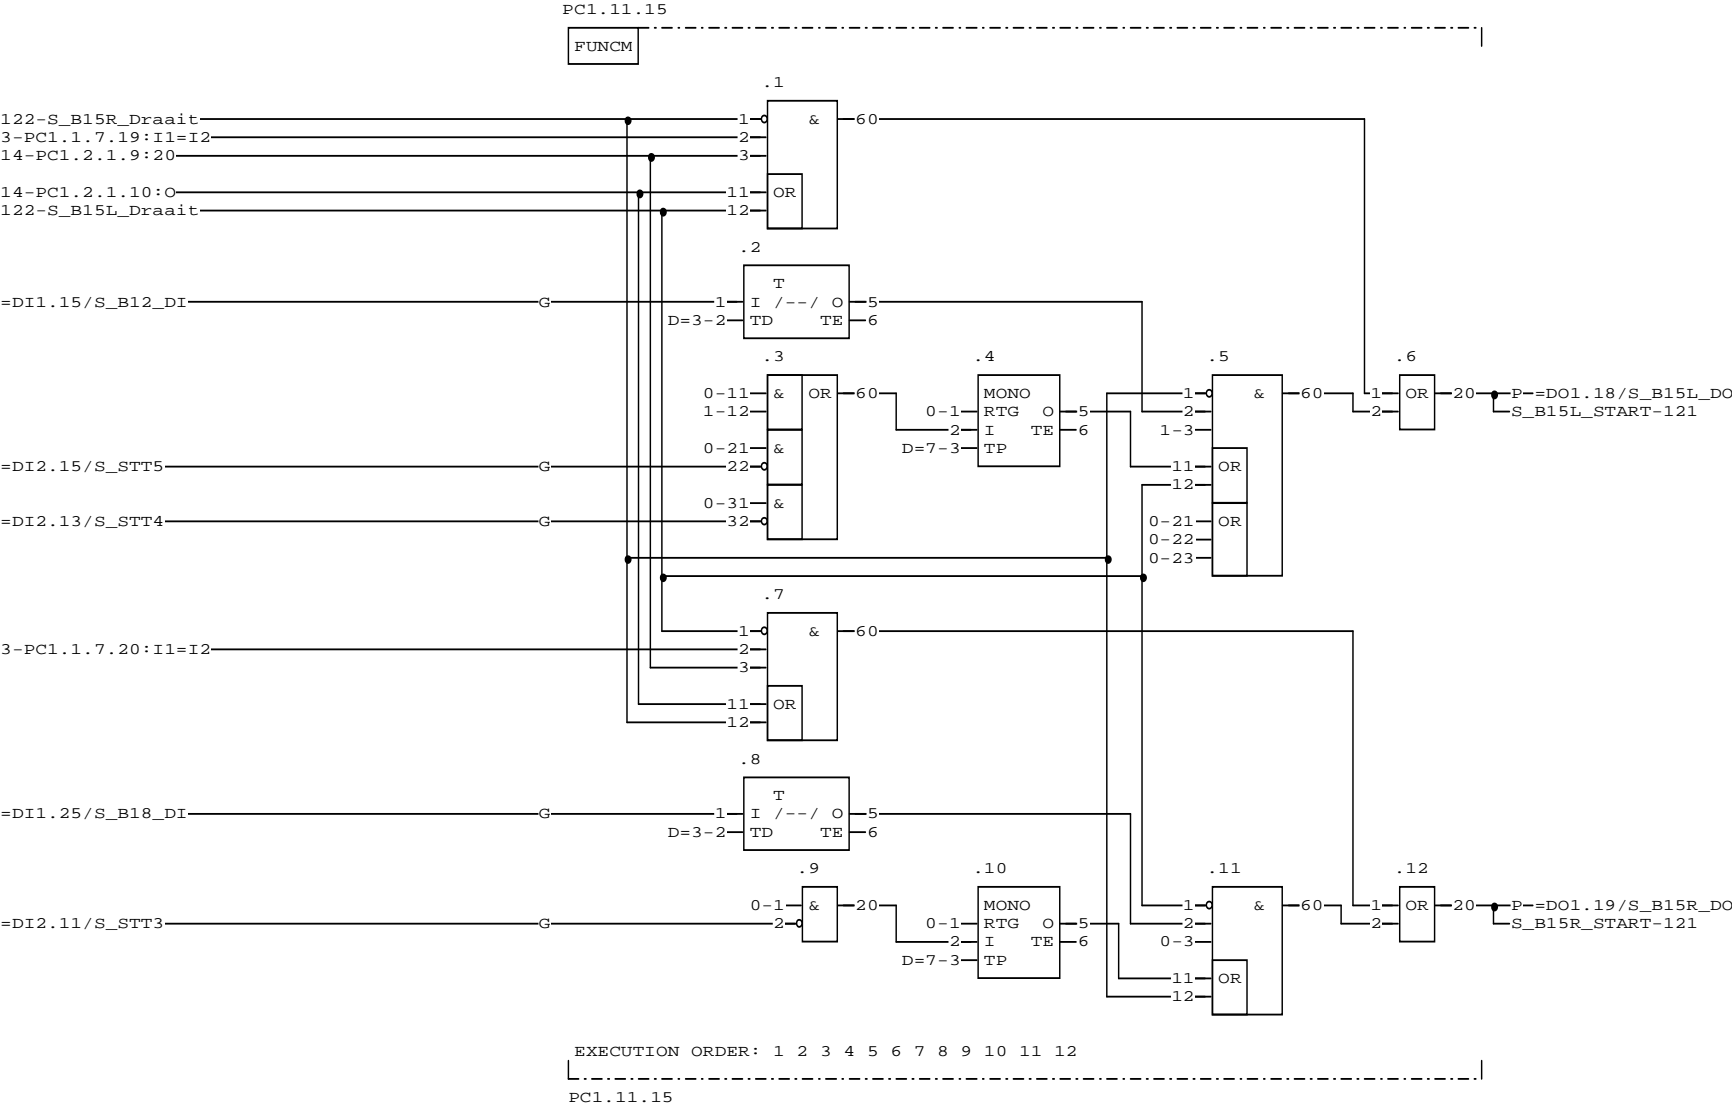 PC1.11.15
FUNCM
.1
122-S_B15R_Draait 1 & 60
3-PC1.1.7.19:I1=I2 2
14-PC1.2.1.9:20 3
14-PC1.2.1.10:O 11 OR
122-S_B15L_Draait 12
.2
T
=DI1.15/S_B12_DI G 1 I /--/ O 5
D=3-2 TD TE 6
.3 .4 .5 .6
0-11 & OR 60 MONO 1 & 60 1 OR 20 P =DO1.18/S_B15L_DO
1-12 0-1 RTG O 5 2 2 S_B15L_START-121
2 I TE 6 1-3
0-21 & D=7-3 TP
=DI2.15/S_STT5 G 22 11 OR
12
0-31 &
=DI2.13/S_STT4 G 32 0-21 OR
0-22
0-23
.7
1 & 60
3-PC1.1.7.20:I1=I2 2
3
11 OR
12
.8
T
=DI1.25/S_B18_DI G 1 I /--/ O 5
D=3-2 TD TE 6
.9 .10 .11 .12
0-1 & 20 MONO 1 & 60 1 OR 20 P =DO1.19/S_B15R_DO
=DI2.11/S_STT3 G 2 0-1 RTG O 5 2 2 S_B15R_START-121
2 I TE 6 0-3
D=7-3 TP
11 OR
12
EXECUTION ORDER: 1 2 3 4 5 6 7 8 9 10 11 12
PC1.11.15